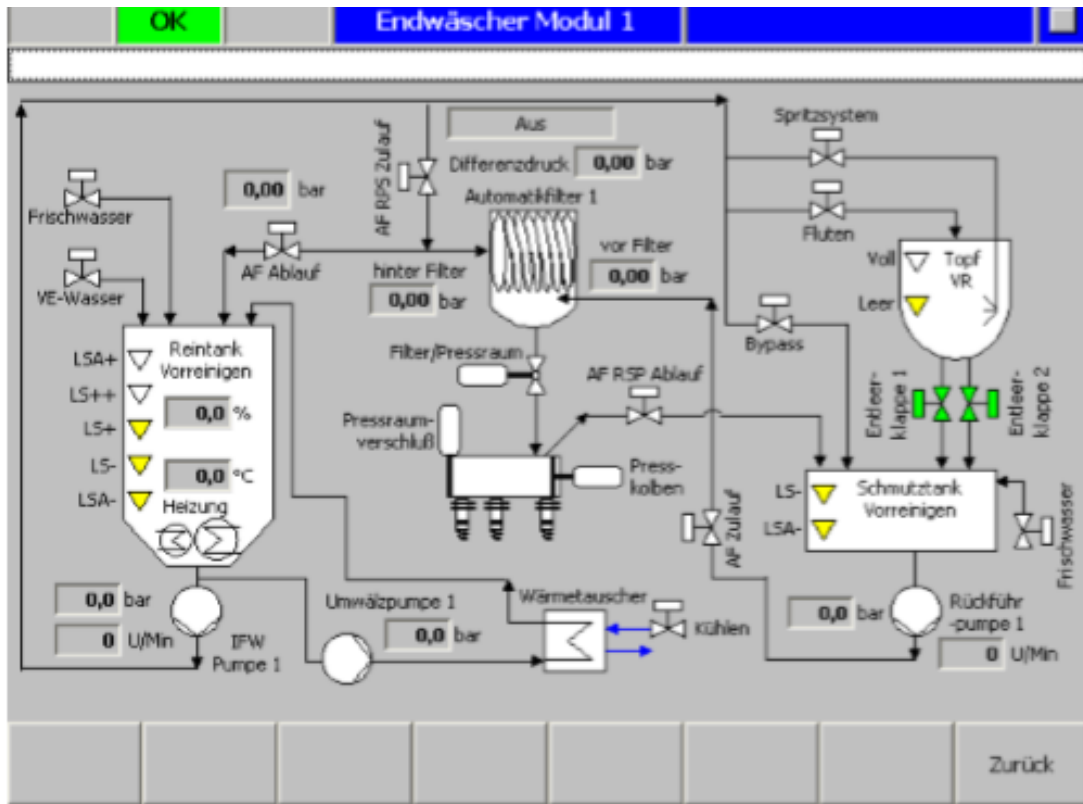 OK
Endwäscher Modul 1
Spritzsystem
Aus
AF RPS Zulauf
Differenzdruck 0,00 bar
0,00 bar
Automatikfilter 1
Frischwasser
Fluten
AF Ablauf
vor Filter
0,00 bar
hinter Filter
0,00 bar
Voll
Topf
VR
Leer
VE-Wasser
Bypass
LSA+
LS++
LS+
LS-
LSA-
Reintank
Vorreinigen
0,0 %
0,0 °C
Heizung
Filter/Pressraum
AF RSP Ablauf
Pressraum-
verschluß
Press-
kolben
Entleer-
klappe 1
Entleer-
klappe 2
AF Zulauf
LS-
LSA-
Schmutztank
Vorreinigen
Frischwasser
0,0 bar
0 U/Min
IFW
Pumpe 1
Umwälzpumpe 1
0,0 bar
Wärmetauscher
Kühlen
0,0 bar
Rückführ
-pumpe 1
0 U/Min
Zurück